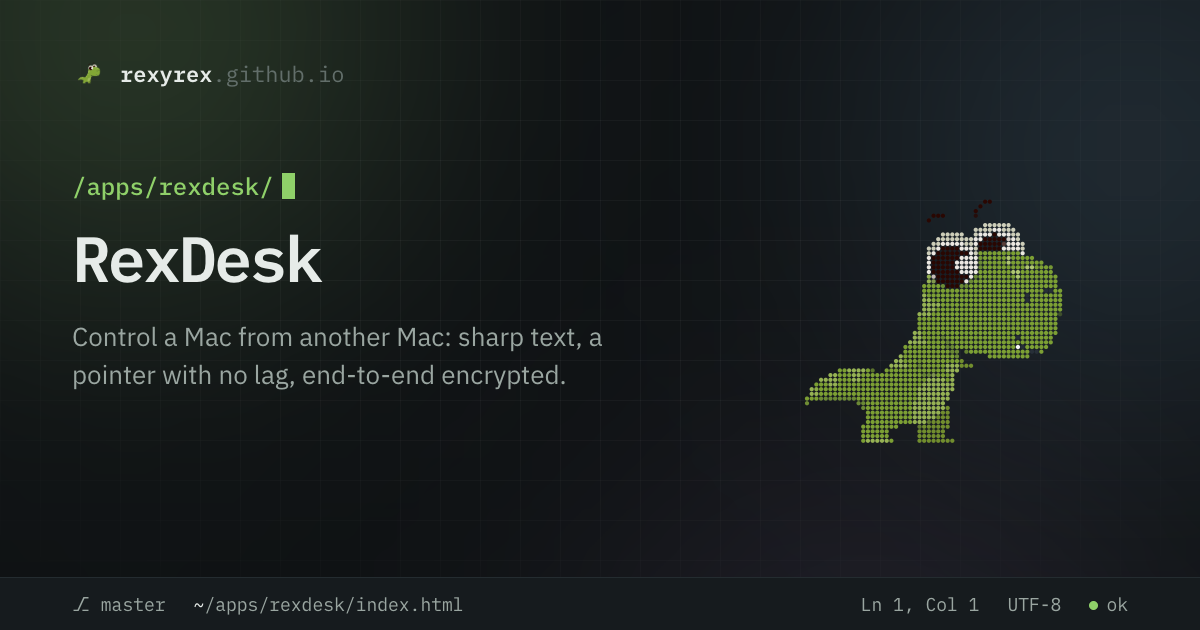 rexyrex.github.io
/apps/rexdesk/
RexDesk
Control a Mac from another Mac: sharp text, a
pointer with no lag, end-to-end encrypted.
⎇ master ~/apps/rexdesk/index.html Ln 1, Col 1 UTF-8 ok